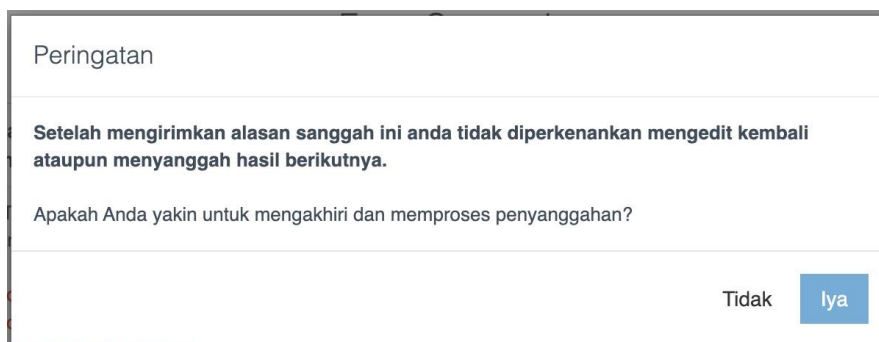 Peringatan
Setelah mengirimkan alasan sanggah ini anda tidak diperkenankan mengedit kembali
ataupun menyanggah hasil berikutnya.
Apakah Anda yakin untuk mengakhiri dan memproses penyanggahan?
Tidak Iya